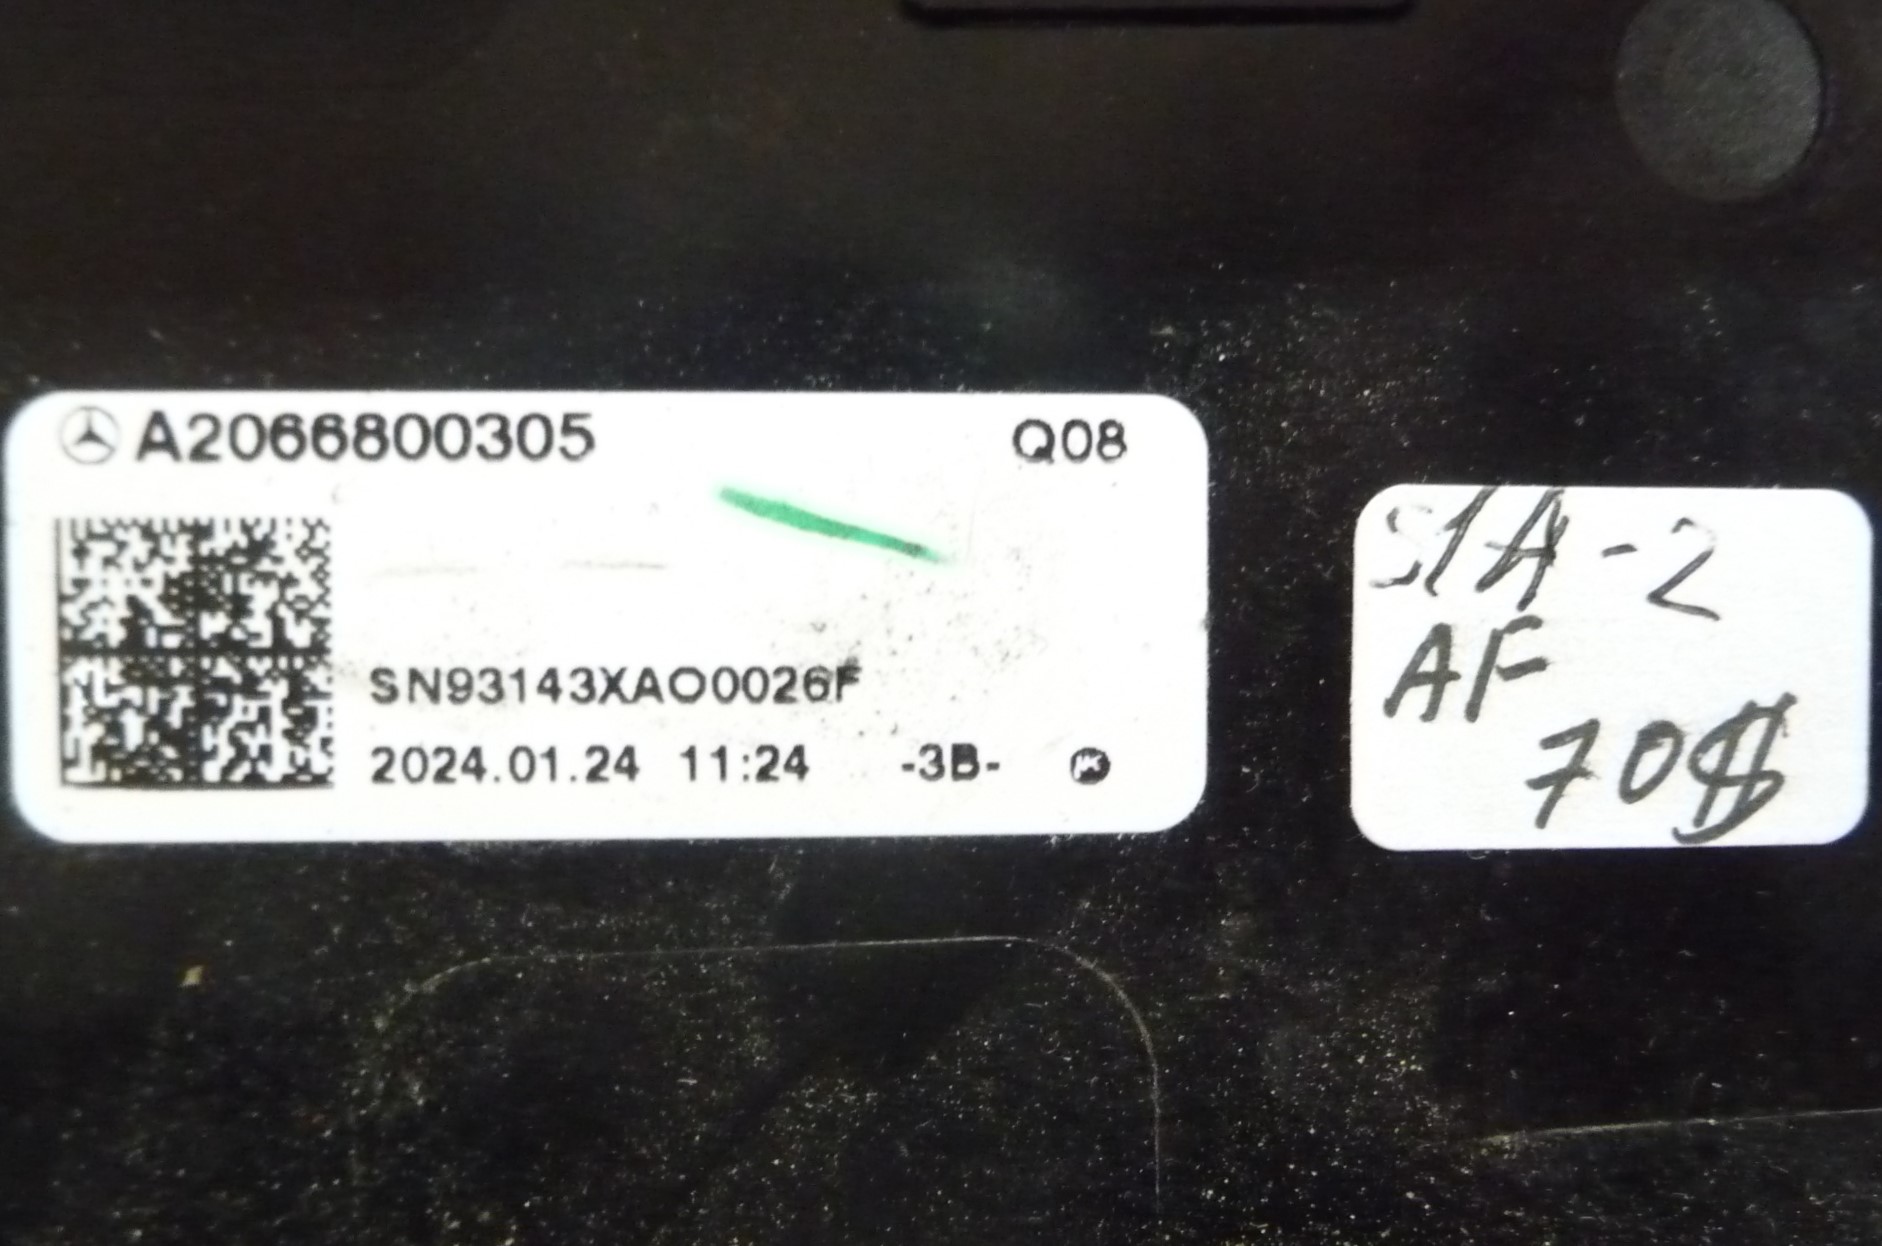 A2066800305 Q08
SN93143XAO0026F
2024.01.24 11:24 -3B-
S1A-2
AF
70$